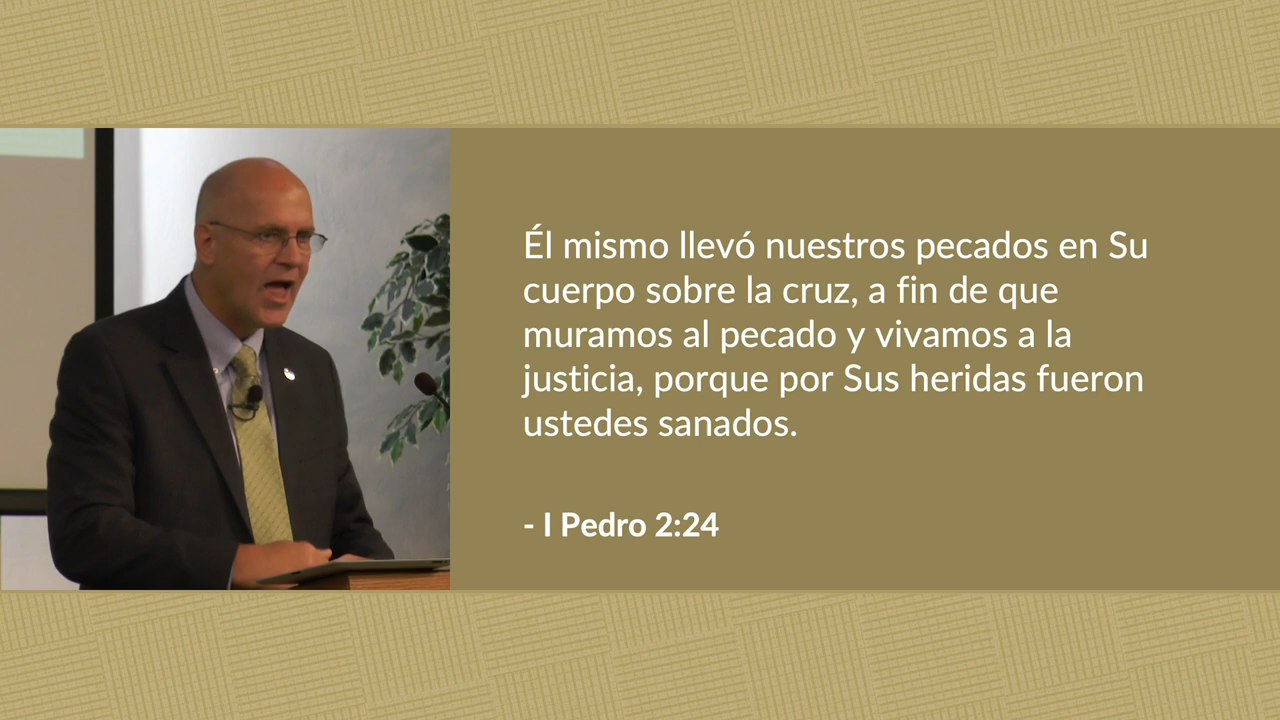 Él mismo llevó nuestros pecados en Su
cuerpo sobre la cruz, a fin de que
muramos al pecado y vivamos a la
justicia, porque por Sus heridas fueron
ustedes sanados.
- I Pedro 2:24